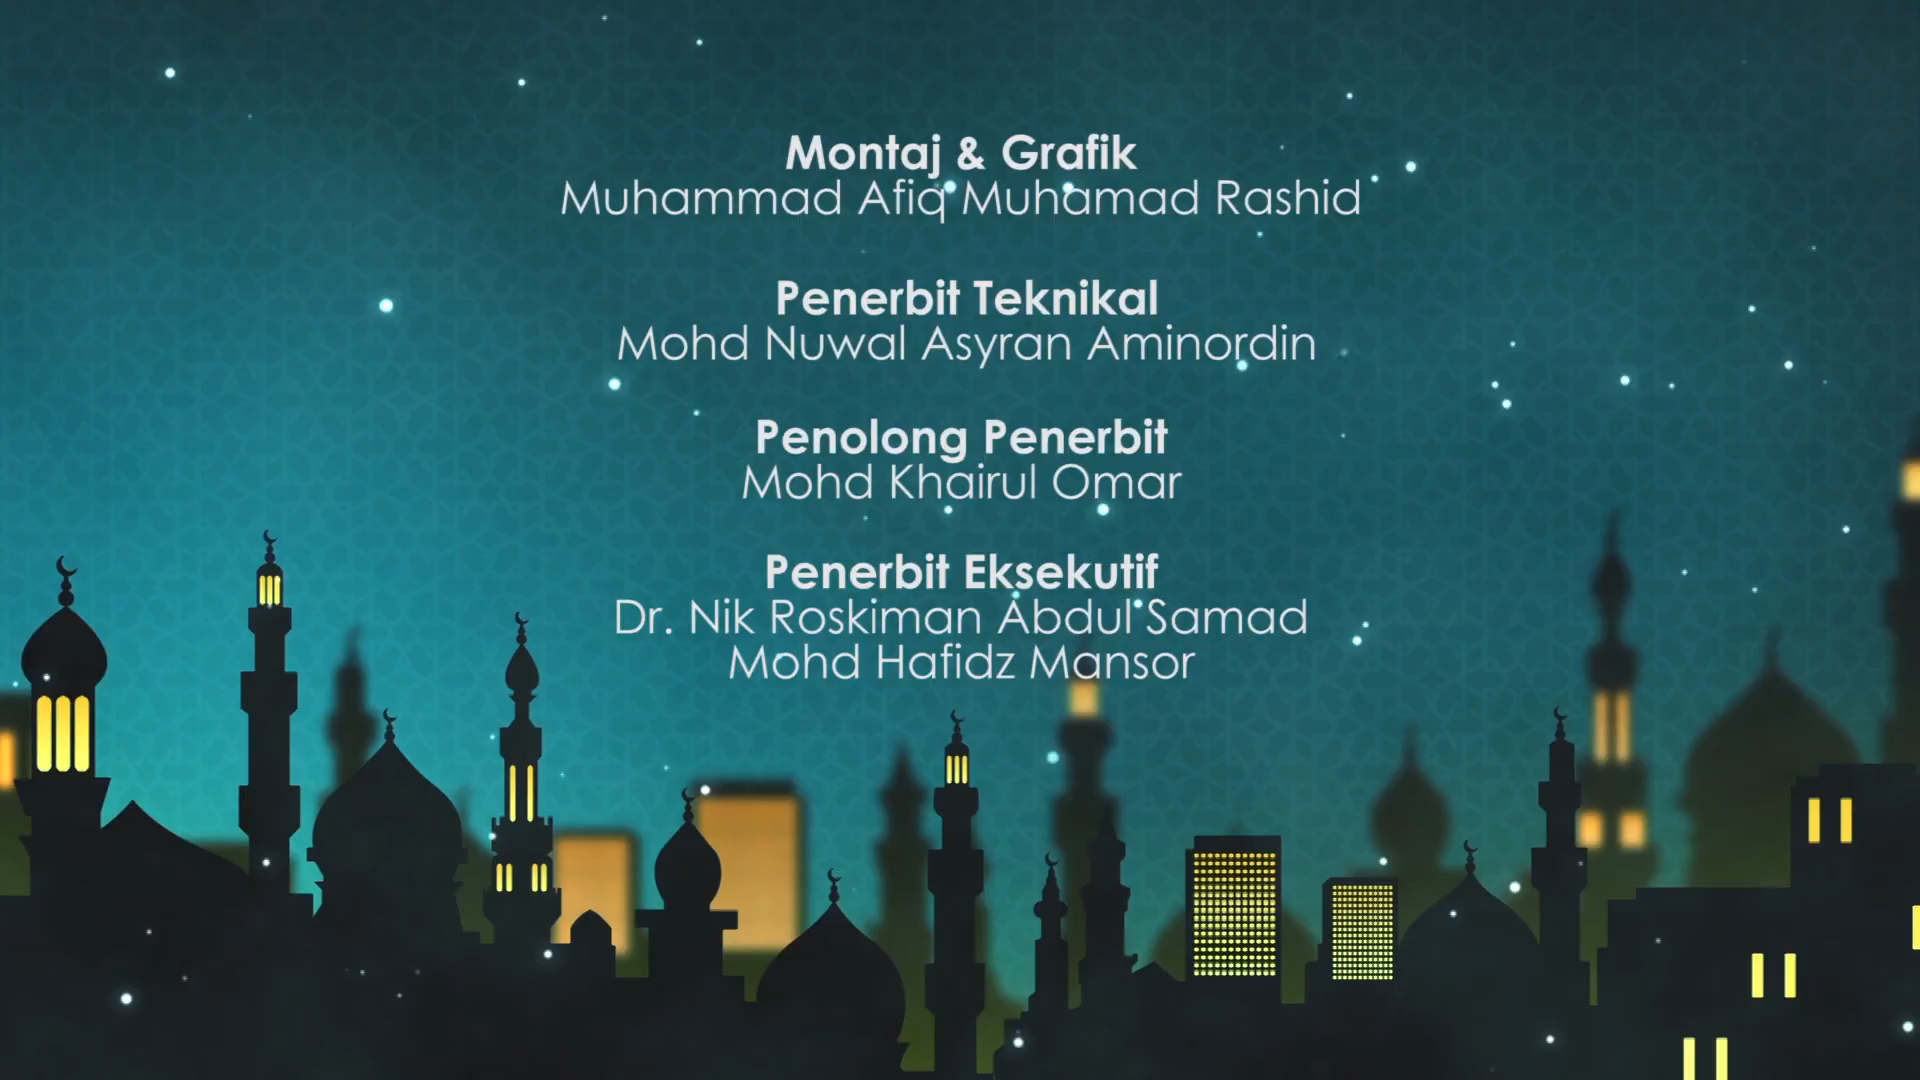 Montaj & Grafik
Muhammad Afiq Muhamad Rashid
Penerbit Teknikal
Mohd Nuwal Asyran Aminordin
Penolong Penerbit
Mohd Khairul Omar
Penerbit Eksekutif
Dr. Nik Roskiman Abdul Samad
Mohd Hafidz Mansor